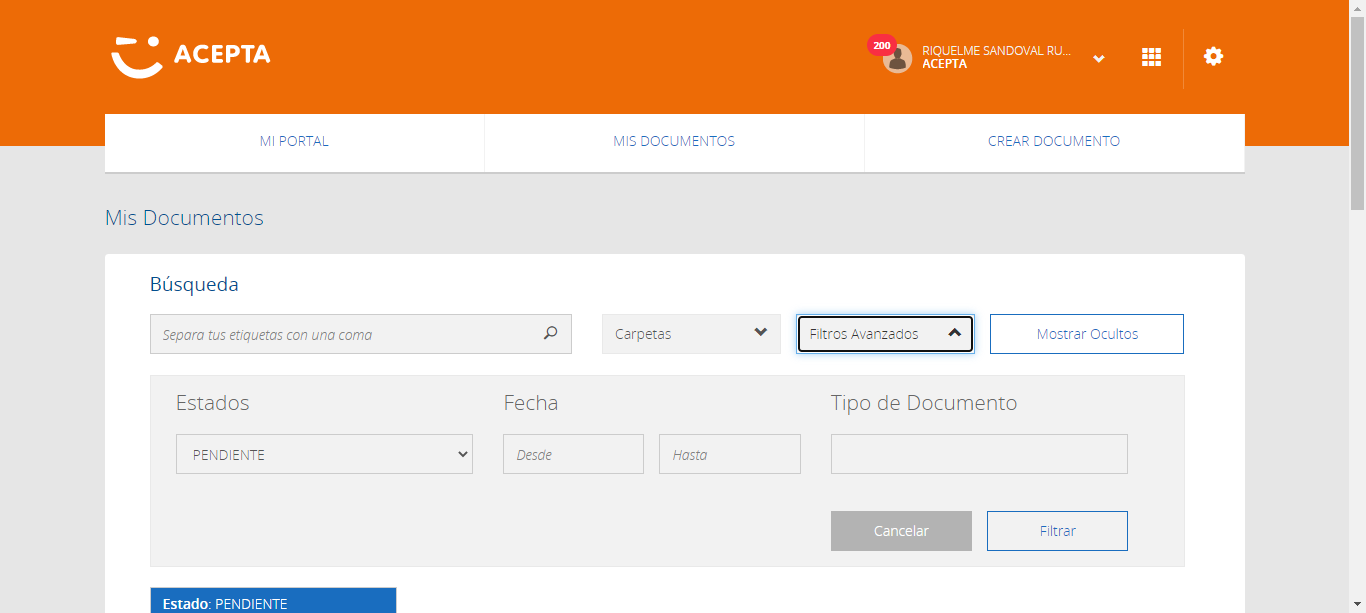 ACEPTA
200
RIQUELME SANDOVAL RU...
ACEPTA
MI PORTAL
MIS DOCUMENTOS
CREAR DOCUMENTO
Mis Documentos
Búsqueda
Separa tus etiquetas con una coma
Carpetas
Filtros Avanzados
Mostrar Ocultos
Estados
Fecha
Tipo de Documento
PENDIENTE
Desde
Hasta
Cancelar
Filtrar
Estado: PENDIENTE